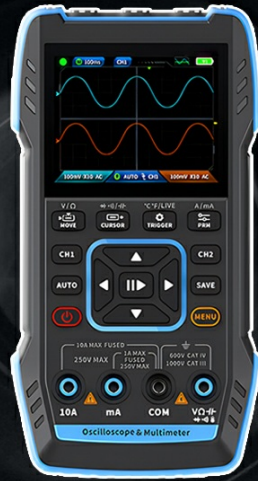 100ms CH1
100mV X10 AC AUTO CH1 100mV X10 AC
V/Ω °C°F/LIVE A/mA
MOVE CURSOR TRIGGER PRM
CH1 CH2
AUTO SAVE
MENU
10A MAX FUSED
250V MAX 1A MAX FUSED 250V MAX 600V CAT IV
1000V CAT III
10A mA COM VΩ
Oscilloscope & Multimeter